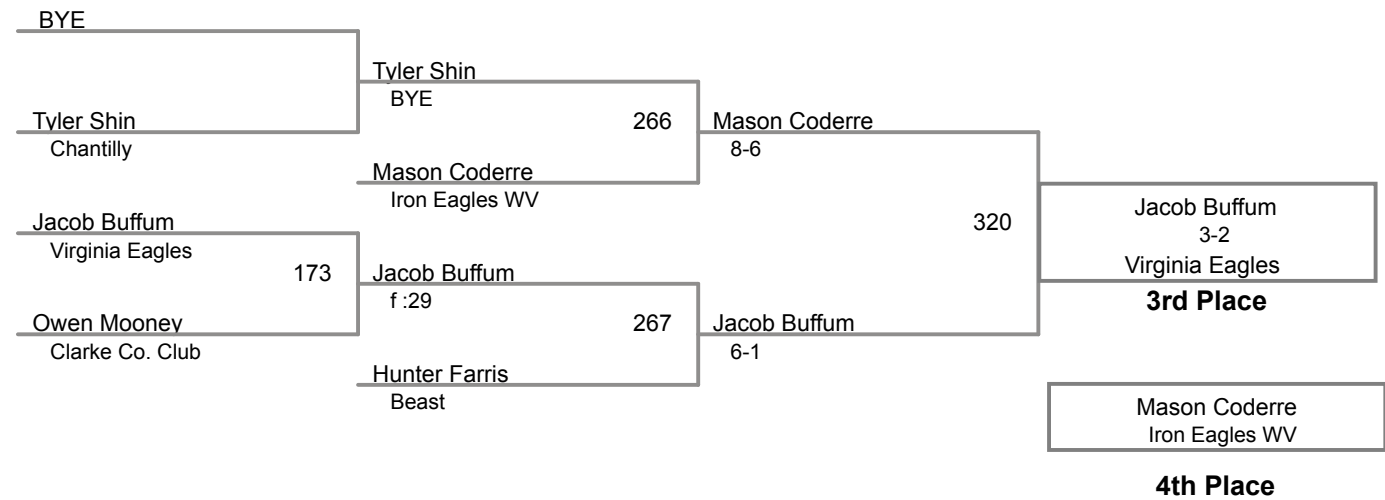 BYE
Tyler Shin
BYE
Tyler Shin
Chantilly
266
Mason Coderre
8-6
Mason Coderre
Iron Eagles WV
Jacob Buffum
Virginia Eagles
173
Jacob Buffum
f :29
Owen Mooney
Clarke Co. Club
267
Jacob Buffum
6-1
Hunter Farris
Beast
320
Jacob Buffum
3-2
Virginia Eagles
3rd Place
Mason Coderre
Iron Eagles WV
4th Place